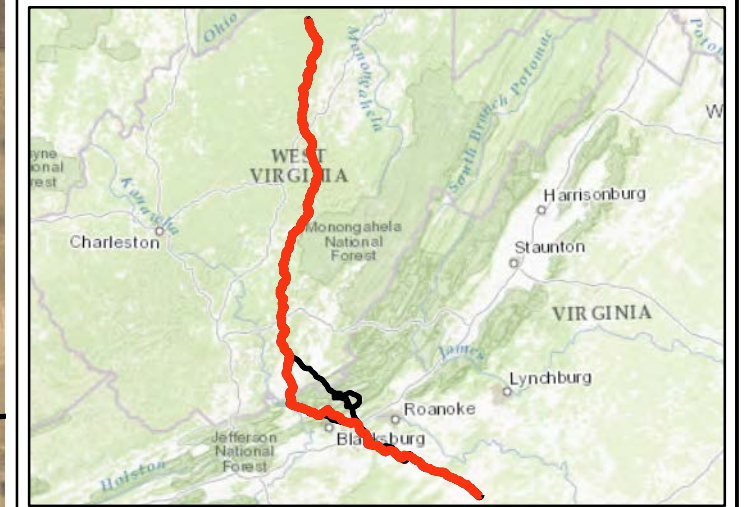 Ohio
Monongahela
South Branch Potomac
Kanawha
WEST
VIRGINIA
Harrisonburg
Charleston
Monongahela
National
Forest
Staunton
VIRGINIA
James
Lynchburg
Roanoke
Blacksburg
Jefferson
National
Forest
Holston